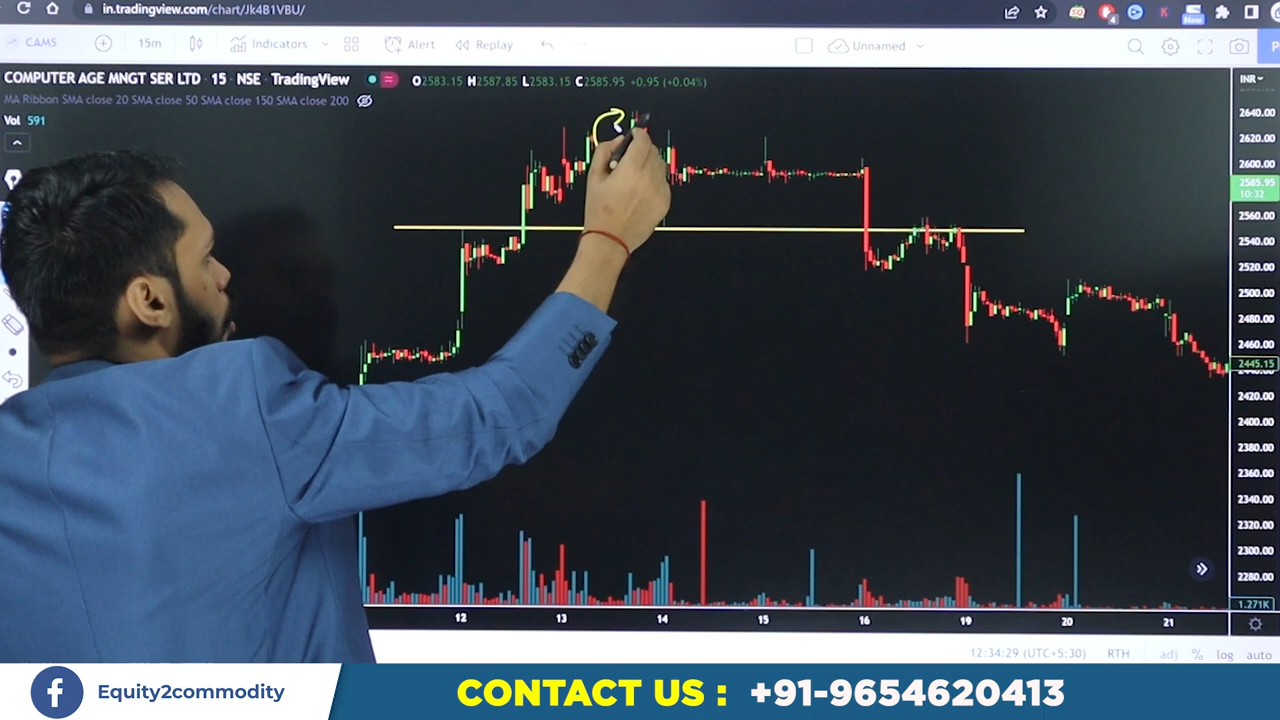 in.tradingview.com/chart/Jk4B1VBU/
4
New
CAMS
15m
Indicators
Alert
Replay
Unnamed
COMPUTER AGE MNGT SER LTD · 15 · NSE TradingView
O2583.15 H2587.85 L2583.15 C2585.95 +0.95 (+0.04%)
INR
MA Ribbon SMA close 20 SMA close 50 SMA close 150 SMA close 200
Vol 591
2640.00
2620.00
2600.00
2585.95
10:32
2560.00
2540.00
2520.00
2500.00
2480.00
2460.00
2445.15
2420.00
2400.00
2380.00
2360.00
2340.00
2320.00
2300.00
2280.00
1.271K
12 13 14 15 16 19 20 21
12:34:29 (UTC+5:30) RTH adj % log auto
f Equity2commodity
CONTACT US : +91-9654620413